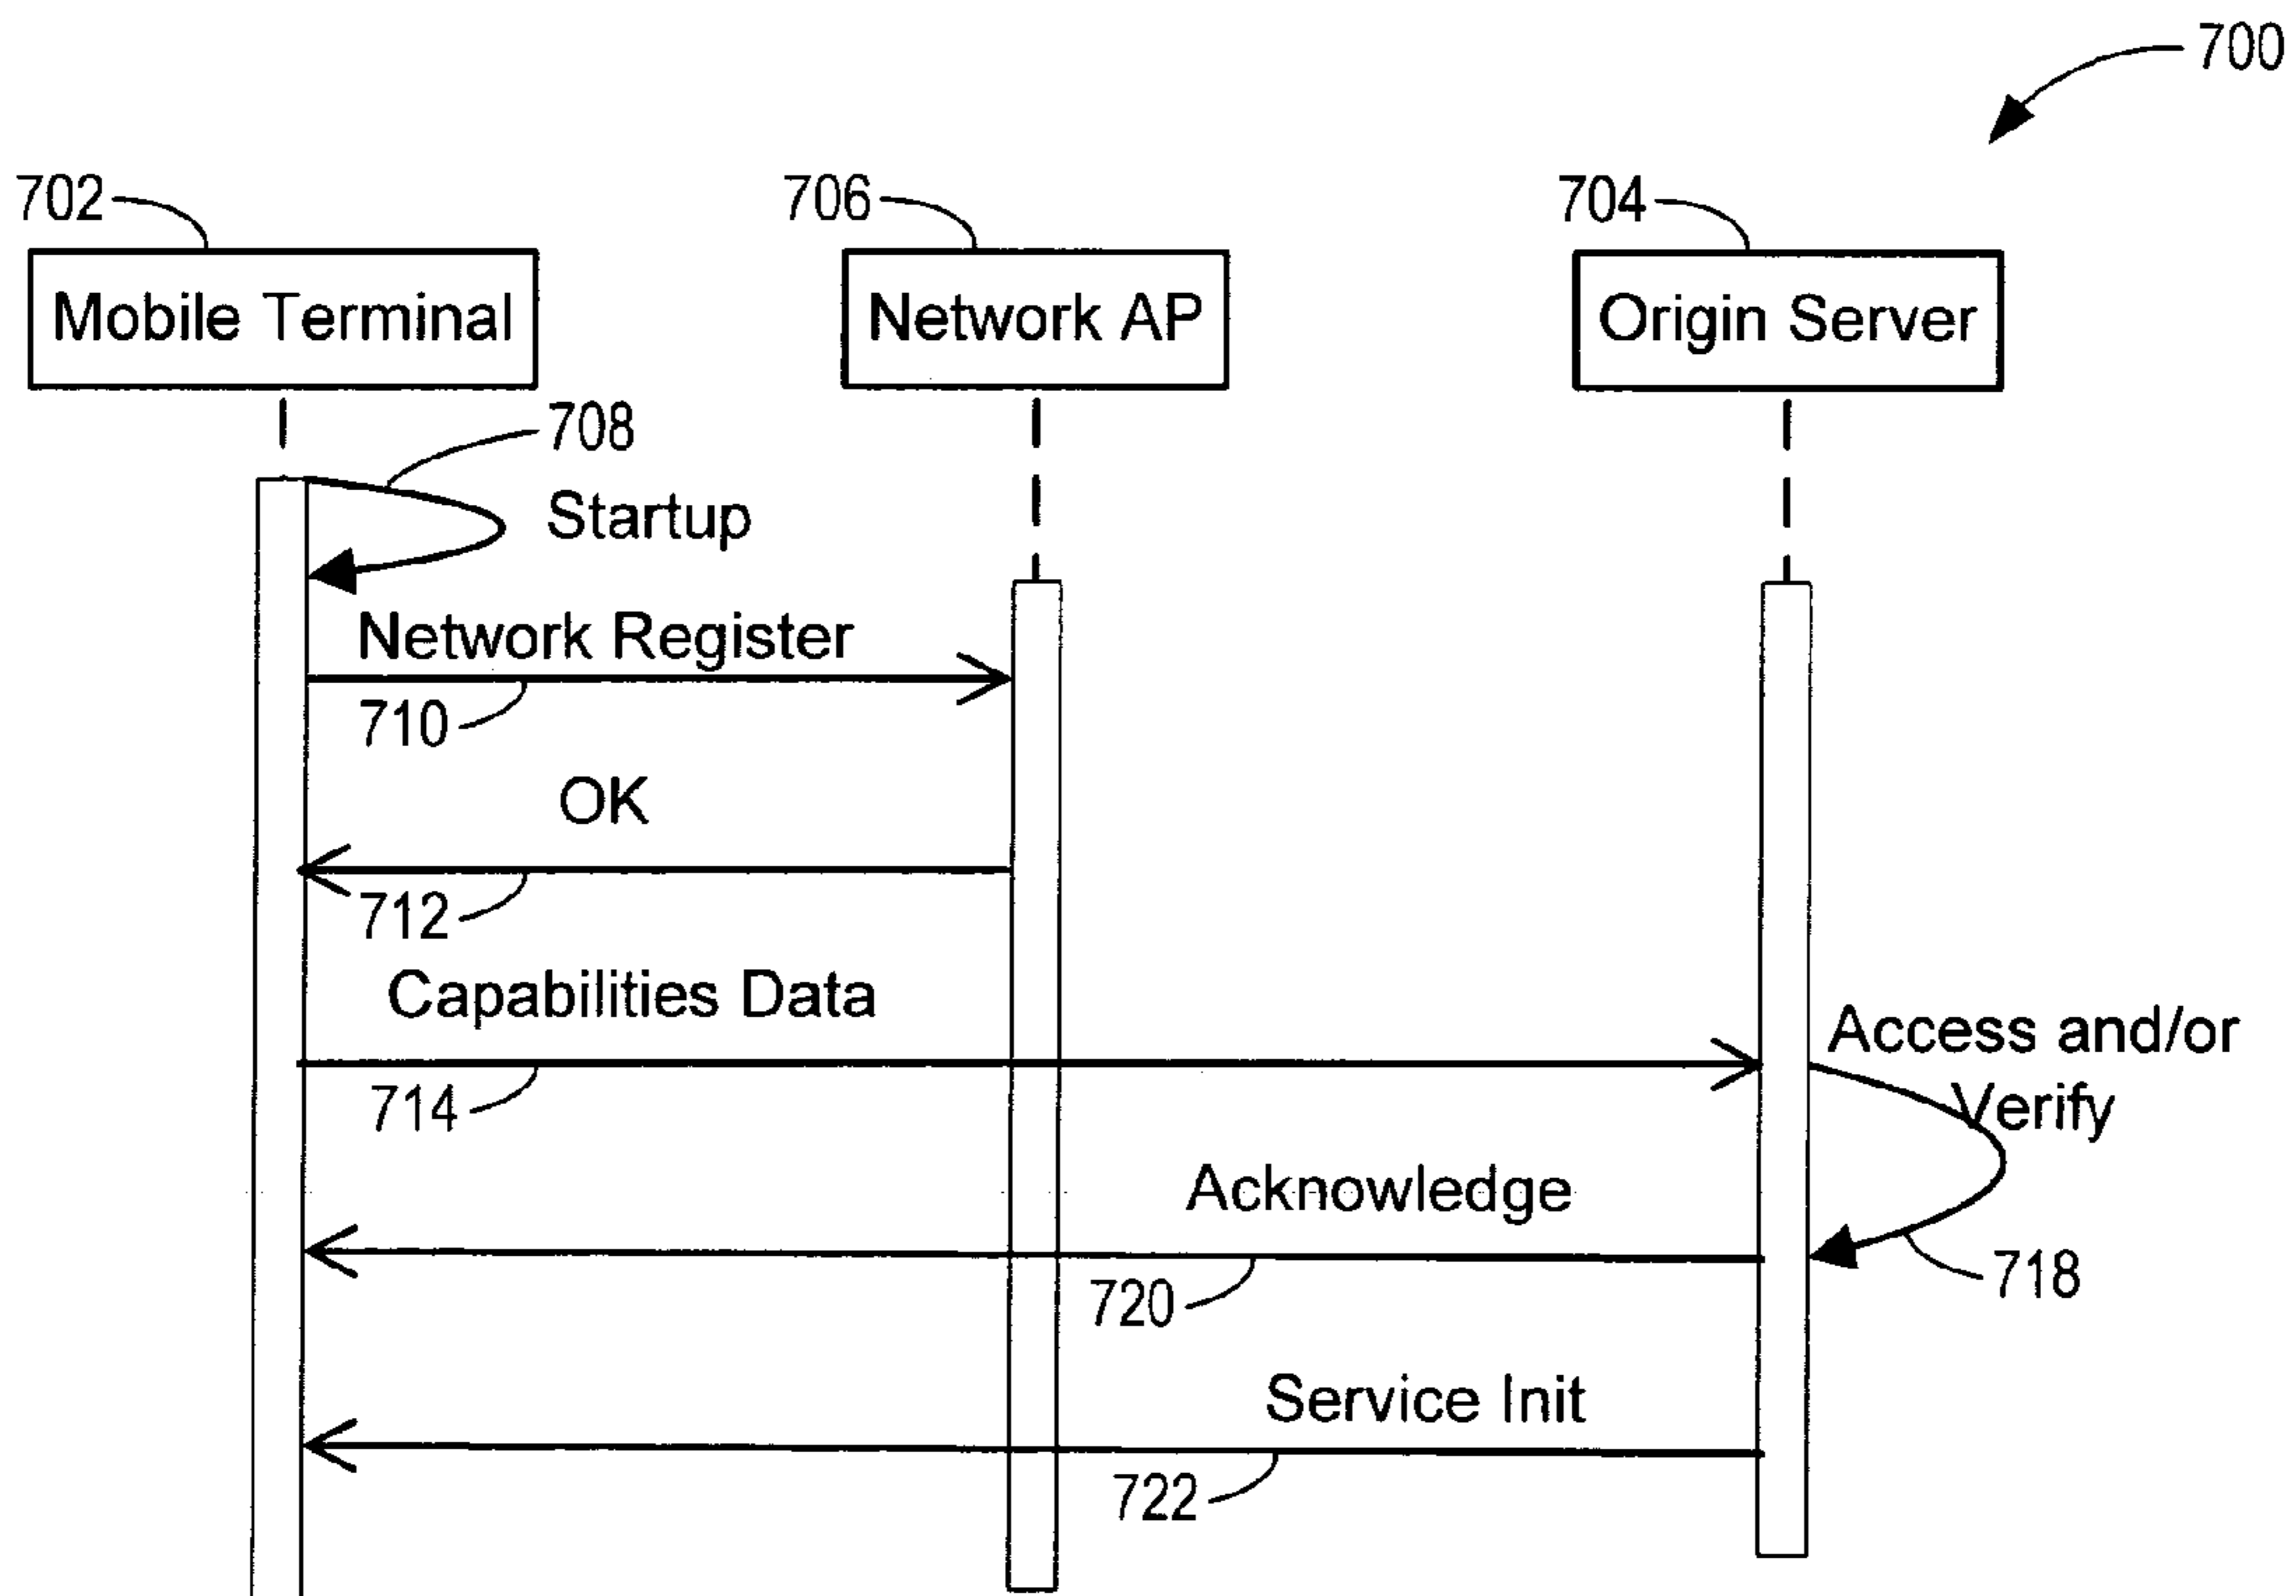 700
702
706
704
Mobile Terminal
Network AP
Origin Server
708
Startup
Network Register
710
OK
712
Capabilities Data
Access and/or
Verify
714
Acknowledge
718
720
Service Init
722